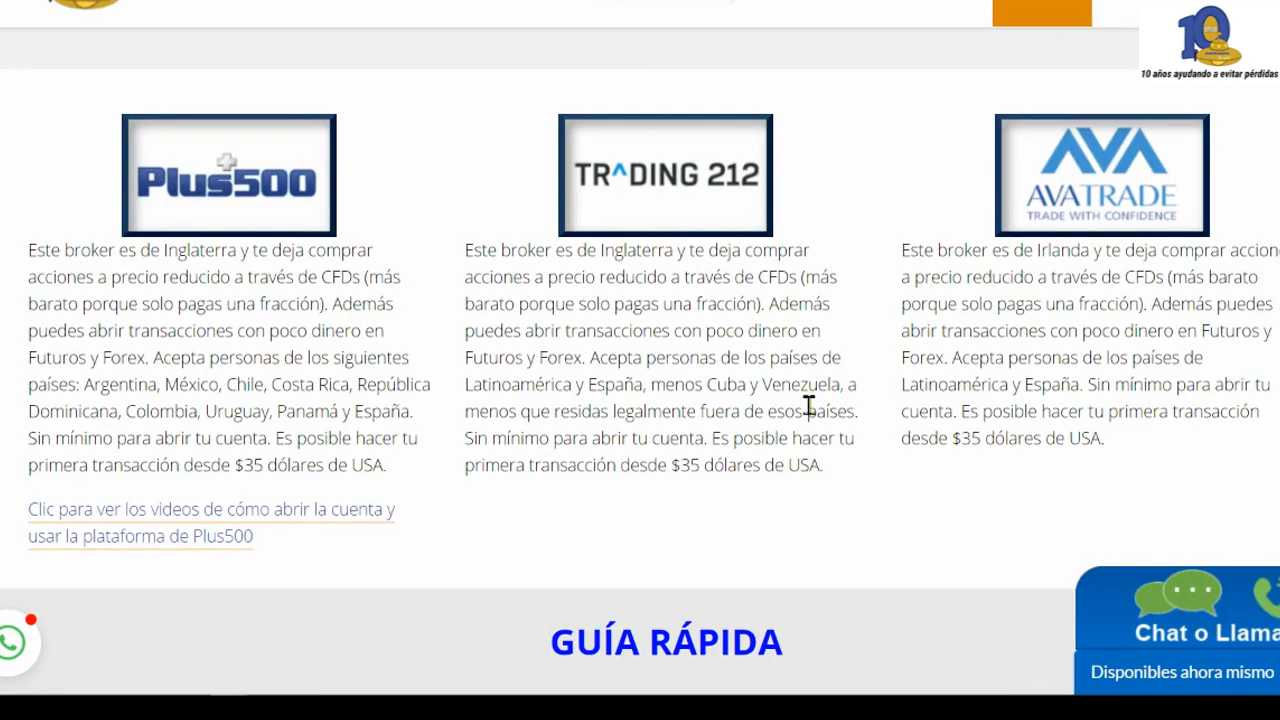 10
10 años ayudando a evitar pérdidas
Plus500
Este broker es de Inglaterra y te deja comprar
acciones a precio reducido a través de CFDs (más
barato porque solo pagas una fracción). Además
puedes abrir transacciones con poco dinero en
Futuros y Forex. Acepta personas de los siguientes
países: Argentina, México, Chile, Costa Rica, República
Dominicana, Colombia, Uruguay, Panamá y España.
Sin mínimo para abrir tu cuenta. Es posible hacer tu
primera transacción desde $35 dólares de USA.
Clic para ver los videos de cómo abrir la cuenta y
usar la plataforma de Plus500
TRADING 212
Este broker es de Inglaterra y te deja comprar
acciones a precio reducido a través de CFDs (más
barato porque solo pagas una fracción). Además
puedes abrir transacciones con poco dinero en
Futuros y Forex. Acepta personas de los países de
Latinoamérica y España, menos Cuba y Venezuela, a
menos que residas legalmente fuera de esos países.
Sin mínimo para abrir tu cuenta. Es posible hacer tu
primera transacción desde $35 dólares de USA.
AVA
AVATRADE
TRADE WITH CONFIDENCE
Este broker es de Irlanda y te deja comprar accion
a precio reducido a través de CFDs (más barato
porque solo pagas una fracción). Además puedes
abrir transacciones con poco dinero en Futuros y
Forex. Acepta personas de los países de
Latinoamérica y España. Sin mínimo para abrir tu
cuenta. Es posible hacer tu primera transacción
desde $35 dólares de USA.
GUÍA RÁPIDA
Chat o Llama
Disponibles ahora mismo